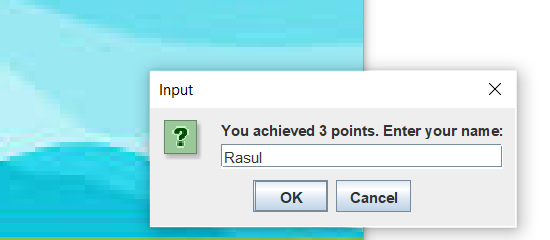 Input
You achieved 3 points. Enter your name:
Rasul
OK Cancel